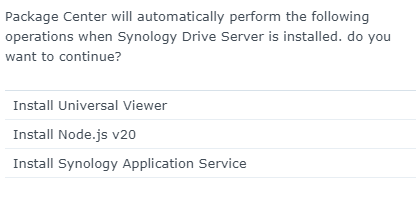 Package Center will automatically perform the following
operations when Synology Drive Server is installed. do you
want to continue?
Install Universal Viewer
Install Node.js v20
Install Synology Application Service